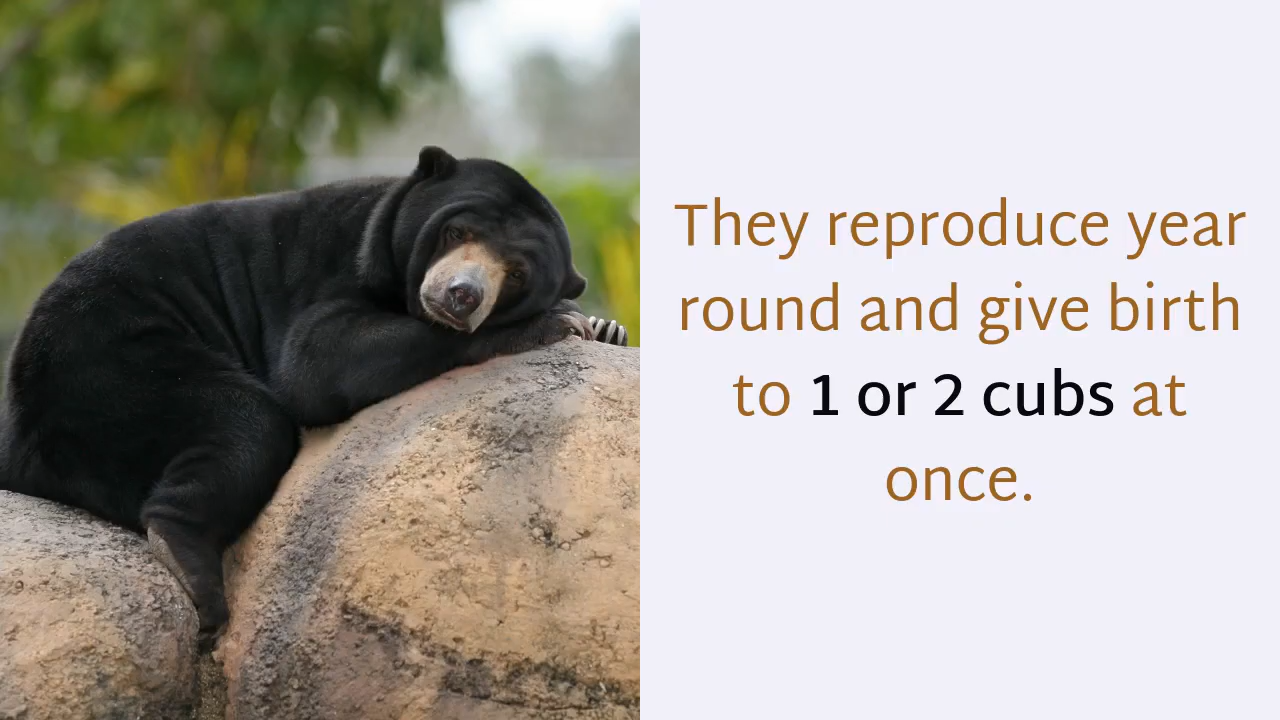 They reproduce year
round and give birth
to 1 or 2 cubs at
once.